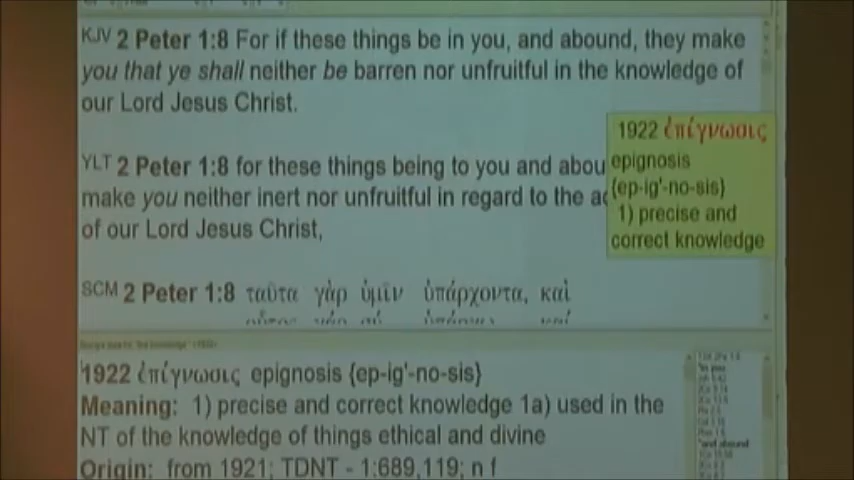 KJV 2 Peter 1:8 For if these things be in you, and abound, they make
you that ye shall neither be barren nor unfruitful in the knowledge of
our Lord Jesus Christ.
YLT 2 Peter 1:8 for these things being to you and abou
make you neither inert nor unfruitful in regard to the
of our Lord Jesus Christ,
1922 ἐπίγνωσις
epignosis
{ep-ig'-no-sis}
1) precise and
correct knowledge
SCM 2 Peter 1:8 ταῦτα γὰρ ὑμῖν ὑπάρχοντα, καὶ
1922 ἐπίγνωσις epignosis {ep-ig'-no-sis}
Meaning: 1) precise and correct knowledge 1a) used in the
NT of the knowledge of things ethical and divine
Origin: from 1921; TDNT - 1:689,119; n f
"and abound